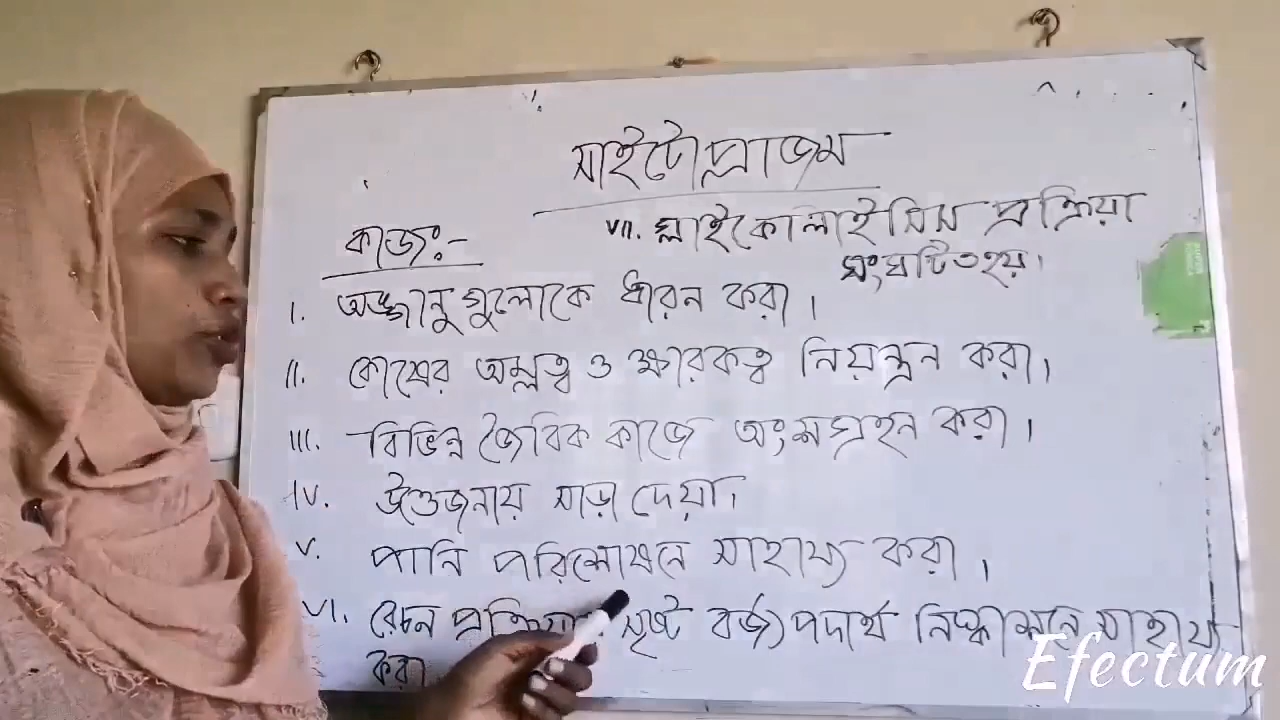 সাইটোপ্লাজম
কাজঃ-
VII. গ্লাইকোলাইসিস প্রক্রিয়া
সংঘটিত হয়।
I. অঙ্গাণুগুলোকে ধারন করা।
II. কোষের অম্লত্ব ও ক্ষারকত্ব নিয়ন্ত্রন করা।
III. বিভিন্ন জৈবিক কাজে অংশগ্রহন করা।
IV. উত্তেজনায় সাড়া দেয়া।
V. পানি পরিশোষনে সাহায্য করা।
VI. রেচন প্রক্রিয়ায় সৃষ্ট বর্জ্য পদার্থ নিষ্কাশনে সাহায্য
করা
Efectum